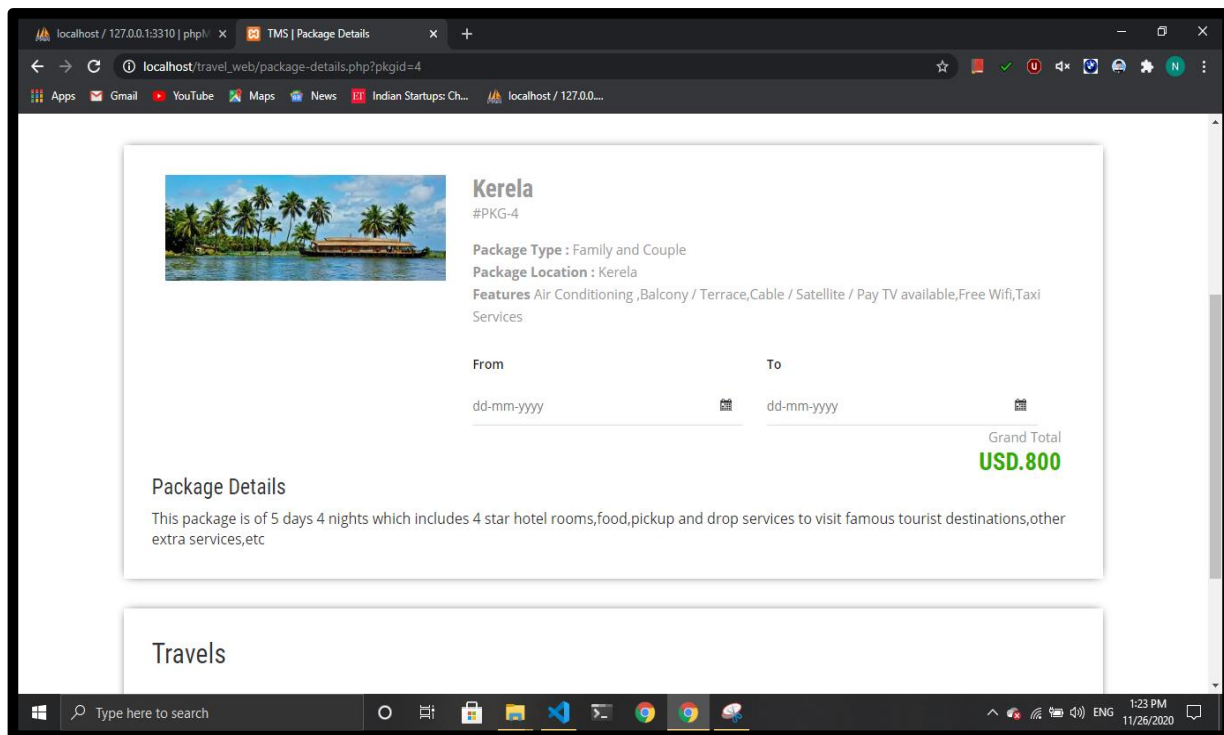 localhost / 127.0.0.1:3310 | phpM
TMS | Package Details
localhost/travel_web/package-details.php?pkgid=4
Apps
Gmail
YouTube
Maps
News
ET
Indian Startups: Ch...
localhost / 127.0.0....
N
Kerela
#PKG-4
Package Type : Family and Couple
Package Location : Kerela
Features Air Conditioning ,Balcony / Terrace,Cable / Satellite / Pay TV available,Free Wifi,Taxi
Services
From
To
dd-mm-yyyy
dd-mm-yyyy
Grand Total
USD.800
Package Details
This package is of 5 days 4 nights which includes 4 star hotel rooms,food,pickup and drop services to visit famous tourist destinations,other
extra services,etc
Travels
Type here to search
ENG
1:23 PM
11/26/2020